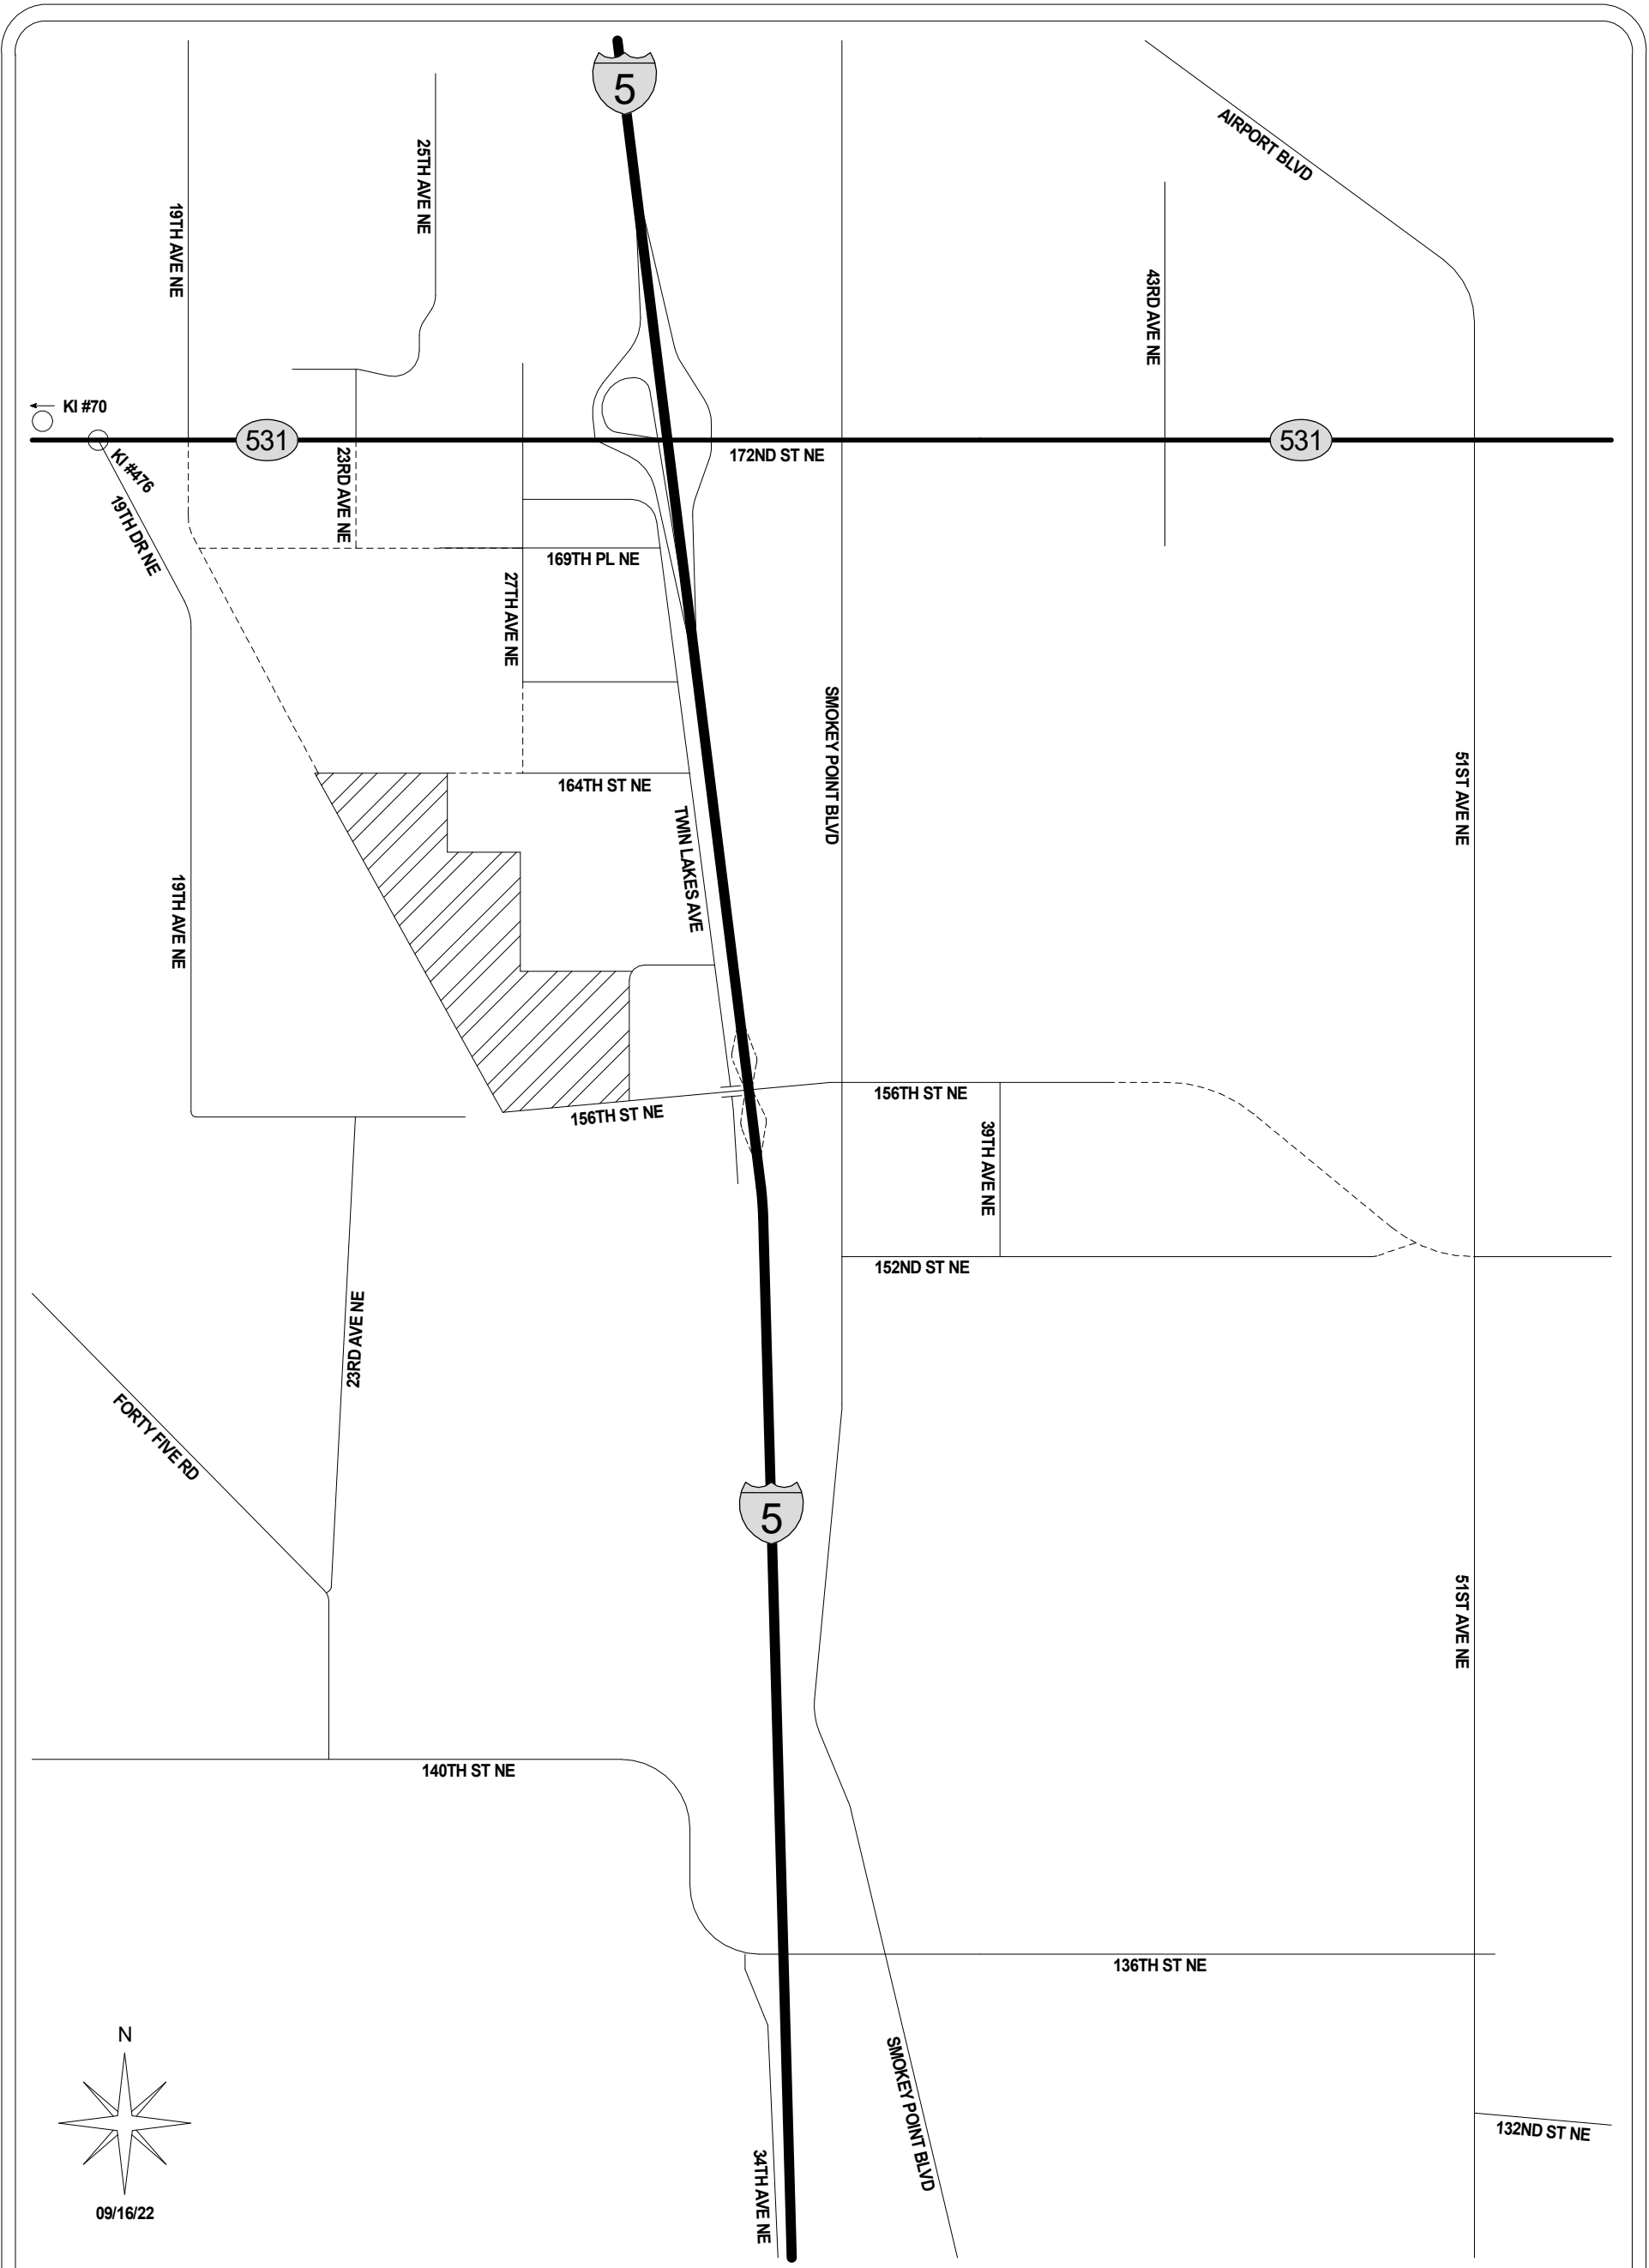 5
AIRPORT BLVD
25TH AVE NE
19TH AVE NE
43RD AVE NE
KI #70
531
531
172ND ST NE
KI #476
23RD AVE NE
19TH DR NE
169TH PL NE
27TH AVE NE
SMOKEY POINT BLVD
51ST AVE NE
164TH ST NE
TWIN LAKES AVE
19TH AVE NE
156TH ST NE
156TH ST NE
39TH AVE NE
152ND ST NE
23RD AVE NE
FORTY FIVE RD
5
51ST AVE NE
140TH ST NE
136TH ST NE
N
SMOKEY POINT BLVD
132ND ST NE
34TH AVE NE
09/16/22